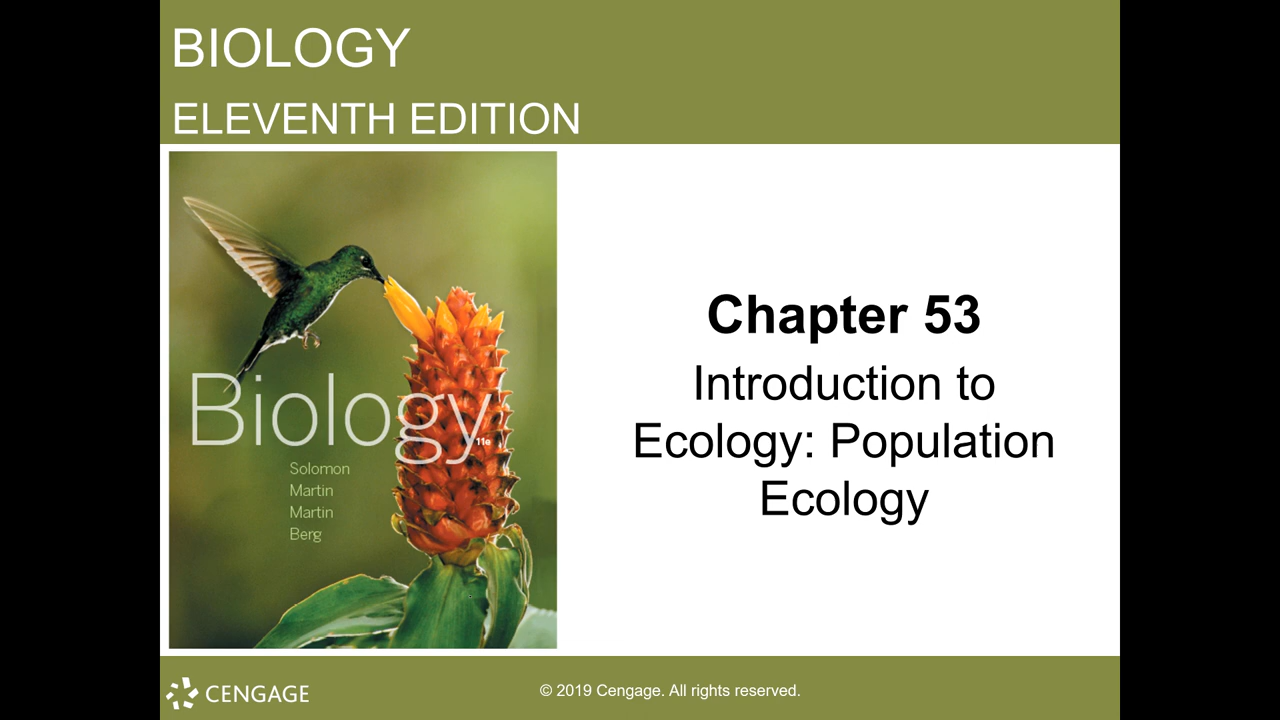 BIOLOGY
ELEVENTH EDITION
Biology
11e
Solomon
Martin
Martin
Berg
Chapter 53
Introduction to
Ecology: Population
Ecology
CENGAGE
© 2019 Cengage. All rights reserved.